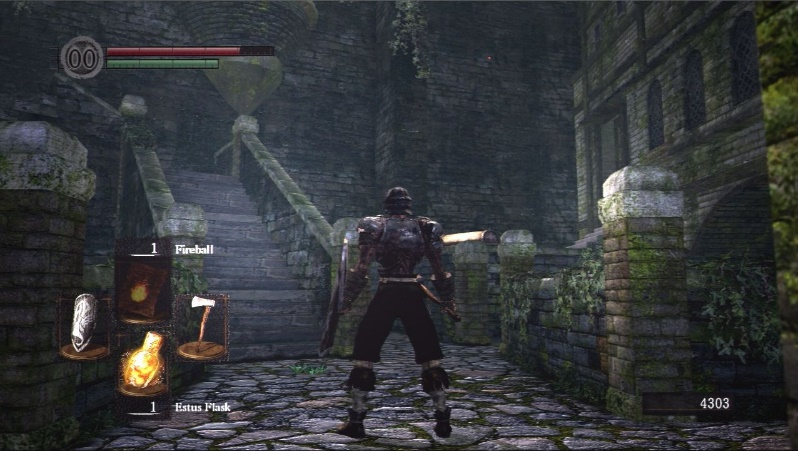 00
1 Fireball
1 Estus Flask
4303